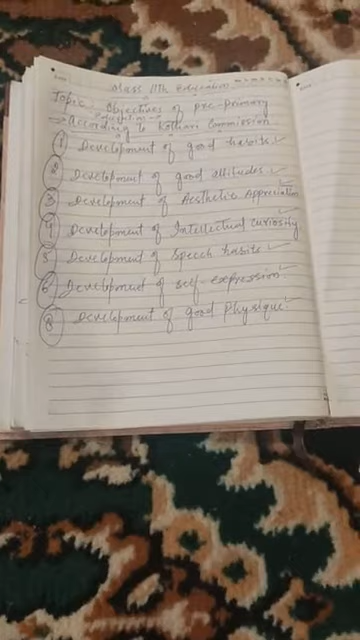 Class 11th Education
Topic Objectives of pre-primary
education
→ According to Kothari Commission
① Development of good habits.
② Development of good attitudes.
③ Development of Aesthetic Appreciation
④ Development of Intellectual curiosity
⑤ Development of Speech habits
⑥ Development of self-expression
⑧ Development of good Physique.